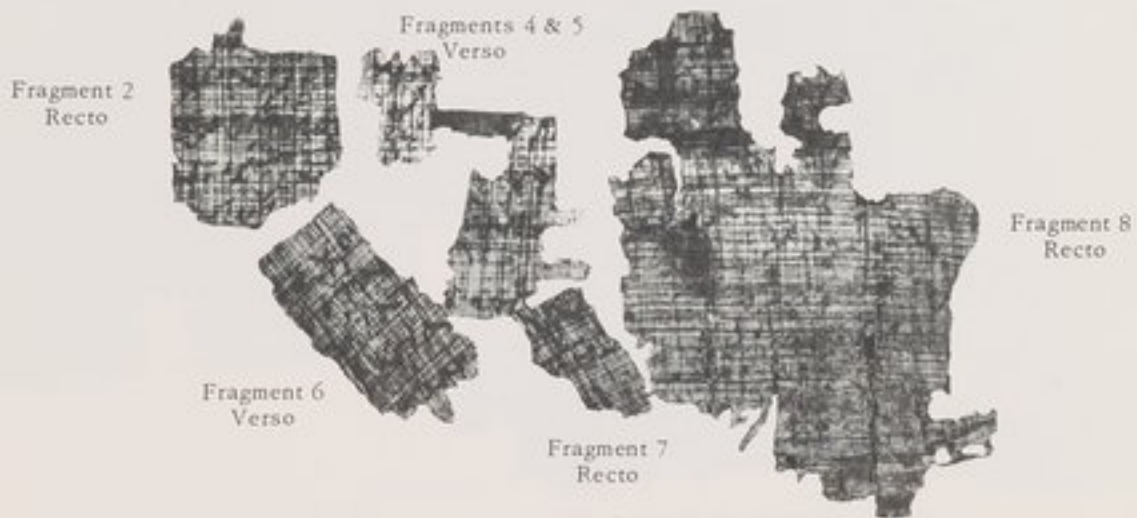 Fragment 2
Recto
Fragments 4 & 5
Verso
Fragment 8
Recto
Fragment 6
Verso
Fragment 7
Recto